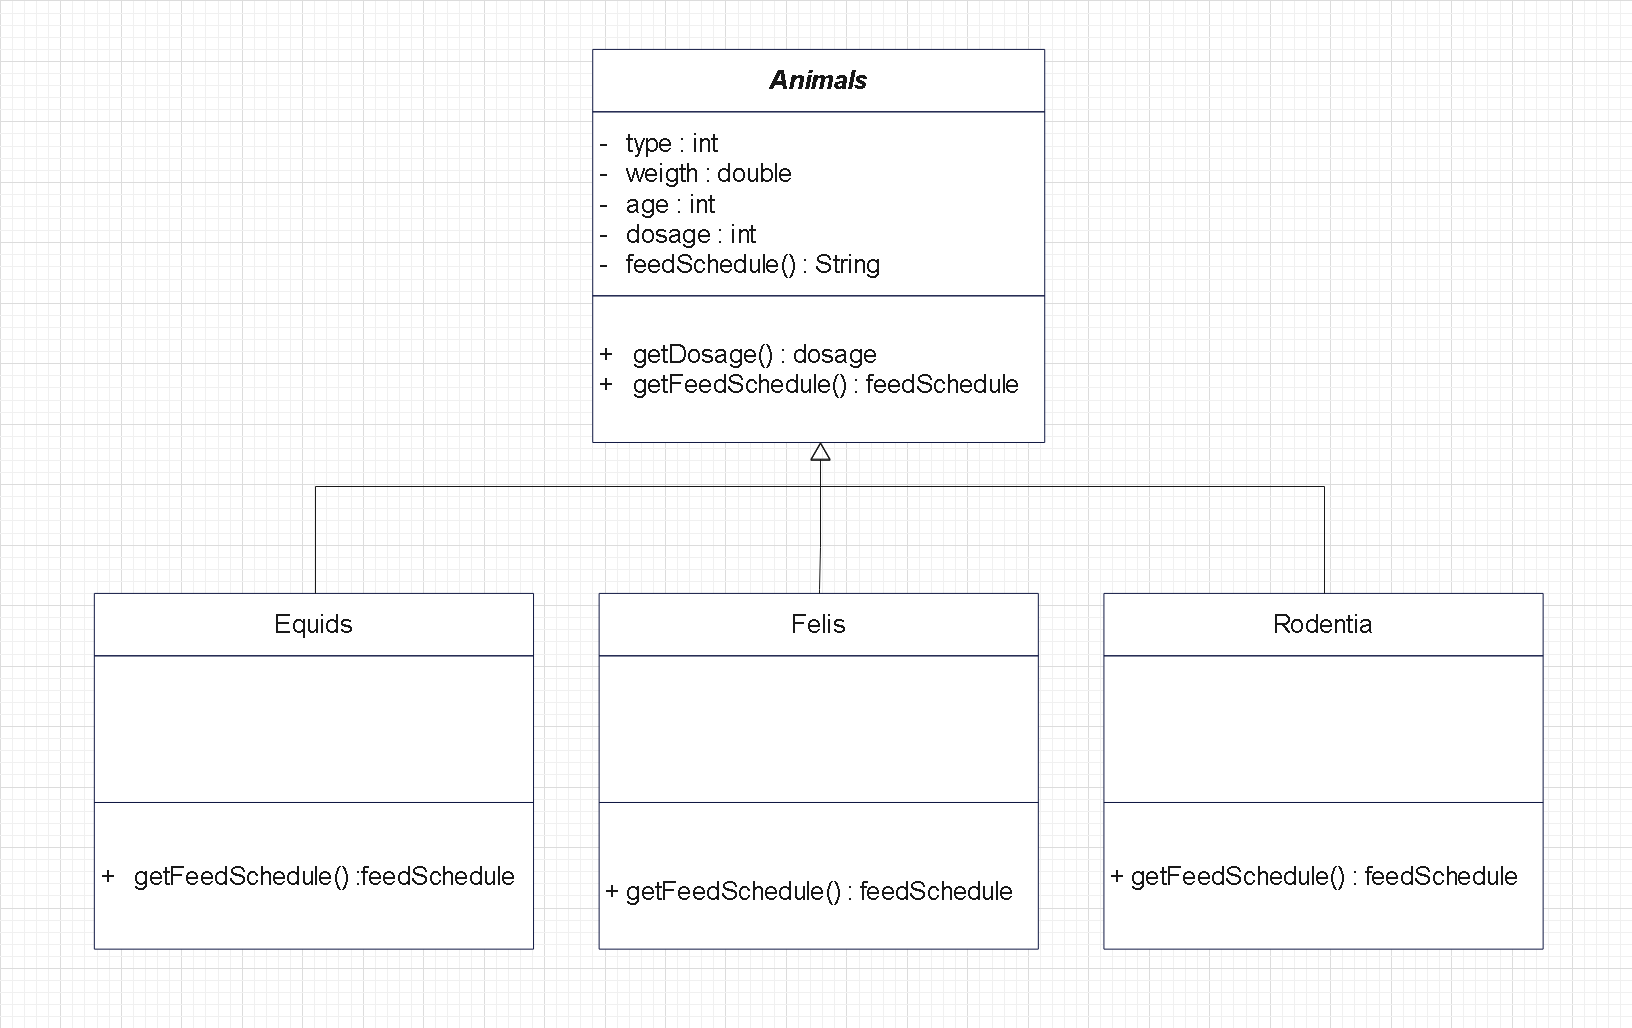 Animals
- type : int
- weigth : double
- age : int
- dosage : int
- feedSchedule() : String
+ getDosage() : dosage
+ getFeedSchedule() : feedSchedule
Equids
+ getFeedSchedule() :feedSchedule
Felis
+ getFeedSchedule() : feedSchedule
Rodentia
+ getFeedSchedule() : feedSchedule